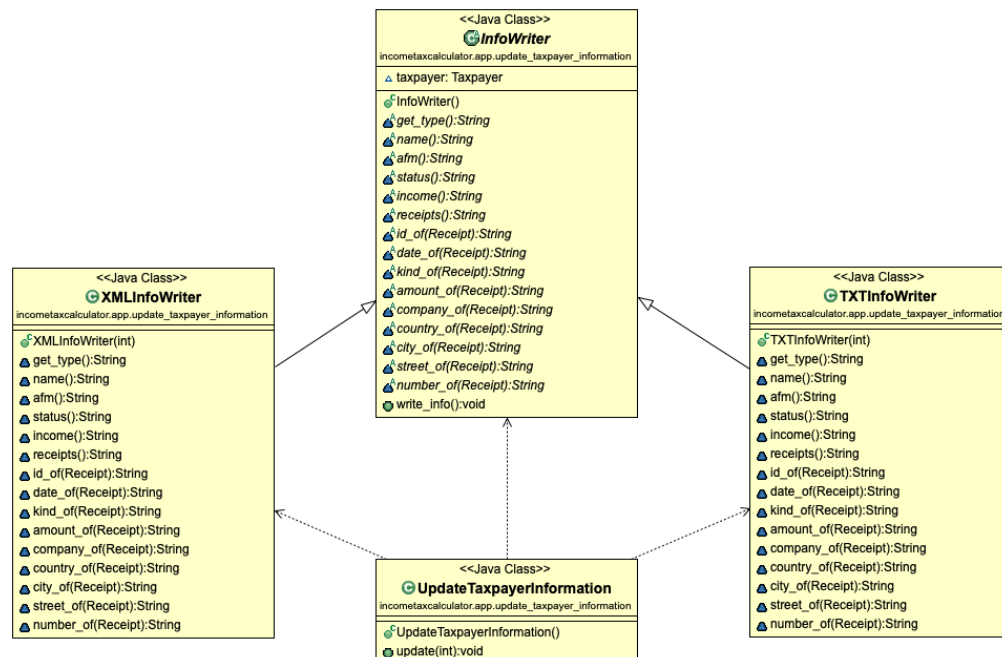 <<Java Class>>
InfoWriter
incometaxcalculator.app.update_taxpayer_information
taxpayer: Taxpayer
InfoWriter()
get_type():String
name():String
afm():String
status():String
income():String
receipts():String
id_of(Receipt):String
date_of(Receipt):String
kind_of(Receipt):String
amount_of(Receipt):String
company_of(Receipt):String
country_of(Receipt):String
city_of(Receipt):String
street_of(Receipt):String
number_of(Receipt):String
write_info():void
<<Java Class>>
XMLInfoWriter
incometaxcalculator.app.update_taxpayer_information
XMLInfoWriter(int)
get_type():String
name():String
afm():String
status():String
income():String
receipts():String
id_of(Receipt):String
date_of(Receipt):String
kind_of(Receipt):String
amount_of(Receipt):String
company_of(Receipt):String
country_of(Receipt):String
city_of(Receipt):String
street_of(Receipt):String
number_of(Receipt):String
<<Java Class>>
TXTInfoWriter
incometaxcalculator.app.update_taxpayer_information
TXTInfoWriter(int)
get_type():String
name():String
afm():String
status():String
income():String
receipts():String
id_of(Receipt):String
date_of(Receipt):String
kind_of(Receipt):String
amount_of(Receipt):String
company_of(Receipt):String
country_of(Receipt):String
city_of(Receipt):String
street_of(Receipt):String
number_of(Receipt):String
<<Java Class>>
UpdateTaxpayerInformation
incometaxcalculator.app.update_taxpayer_information
UpdateTaxpayerInformation()
update(int):void